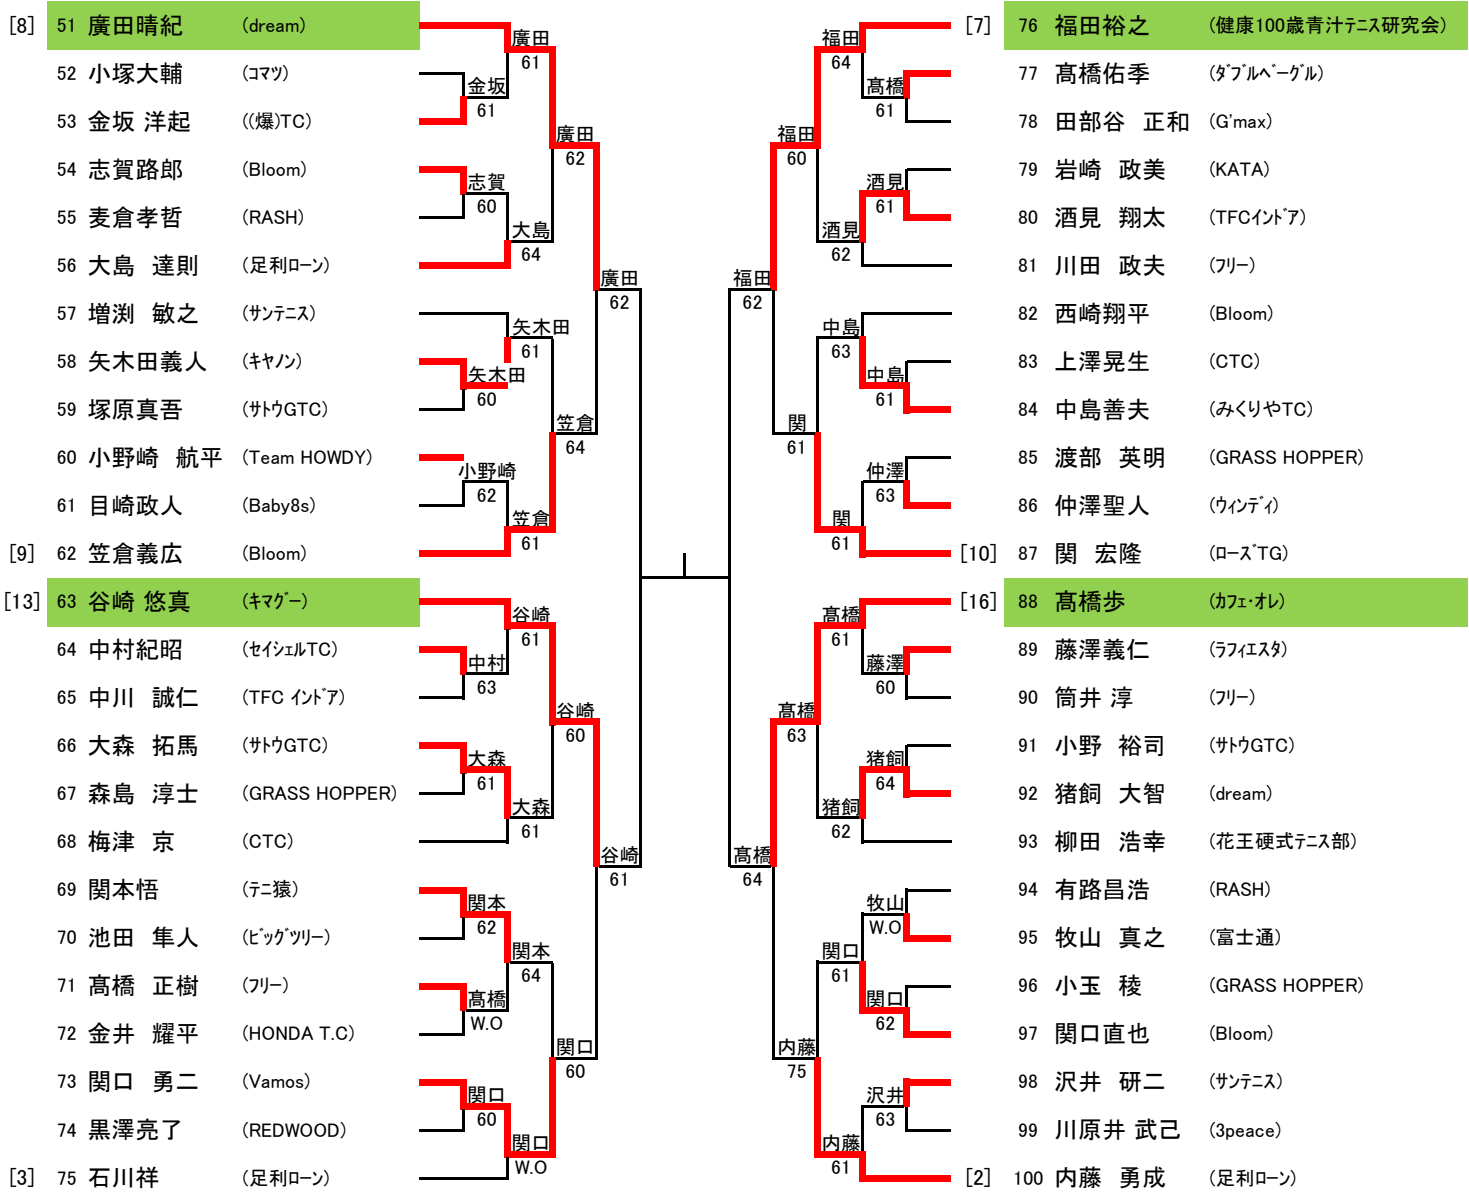 [8] 51 廣田晴紀 (dream)
52 小塚大輔 (ｺﾏﾂ)
53 金坂 洋起 ((爆)TC)
54 志賀路郎 (Bloom)
55 麦倉孝哲 (RASH)
56 大島 達則 (足利ﾛｰﾝ)
57 増渕 敏之 (ｻﾝﾃﾆｽ)
58 矢木田義人 (ｷﾔﾉﾝ)
59 塚原真吾 (ｻﾄｳGTC)
60 小野崎 航平 (Team HOWDY)
61 目崎政人 (Baby8s)
[9] 62 笠倉義広 (Bloom)
[13] 63 谷崎 悠真 (ｷﾏｸﾞｰ)
64 中村紀昭 (ｾｲｼｪﾙTC)
65 中川 誠仁 (TFC ｲﾝﾄﾞｱ)
66 大森 拓馬 (ｻﾄｳGTC)
67 森島 淳士 (GRASS HOPPER)
68 梅津 京 (CTC)
69 関本悟 (ﾃﾆ猿)
70 池田 隼人 (ﾋﾞｯｸﾞﾂﾘｰ)
71 髙橋 正樹 (ﾌﾘｰ)
72 金井 耀平 (HONDA T.C)
73 関口 勇二 (Vamos)
74 黒澤亮了 (REDWOOD)
[3] 75 石川祥 (足利ﾛｰﾝ)
金坂
61
志賀
60
矢木田
60
小野崎
62
中村
63
大森
61
関本
62
髙橋
W.O
関口
60
廣田
61
大島
64
矢木田
61
笠倉
61
谷崎
61
大森
61
関本
64
関口
W.O
廣田
62
笠倉
64
谷崎
60
関口
60
廣田
62
谷崎
61
福田
62
髙橋
64
福田
60
関
61
髙橋
63
内藤
75
福田
64
酒見
62
中島
63
関
61
髙橋
61
猪飼
62
関口
61
内藤
61
髙橋
61
酒見
61
中島
61
仲澤
63
藤澤
60
猪飼
64
牧山
W.O
関口
62
沢井
63
[7] 76 福田裕之 (健康100歳青汁ﾃﾆｽ研究会)
77 髙橋佑季 (ﾀﾞﾌﾞﾙﾍﾞｰｸﾞﾙ)
78 田部谷 正和 (G'max)
79 岩崎 政美 (KATA)
80 酒見 翔太 (TFCｲﾝﾄﾞｱ)
81 川田 政夫 (ﾌﾘｰ)
82 西崎翔平 (Bloom)
83 上澤晃生 (CTC)
84 中島善夫 (みくりやTC)
85 渡部 英明 (GRASS HOPPER)
86 仲澤聖人 (ｳｨﾝﾃﾞｨ)
[10] 87 関 宏隆 (ﾛｰｽﾞTG)
[16] 88 髙橋歩 (ｶﾌｪ･ｵﾚ)
89 藤澤義仁 (ﾗﾌｨｴｽﾀ)
90 筒井 淳 (ﾌﾘｰ)
91 小野 裕司 (ｻﾄｳGTC)
92 猪飼 大智 (dream)
93 柳田 浩幸 (花王硬式ﾃﾆｽ部)
94 有路昌浩 (RASH)
95 牧山 真之 (富士通)
96 小玉 稜 (GRASS HOPPER)
97 関口直也 (Bloom)
98 沢井 研二 (ｻﾝﾃﾆｽ)
99 川原井 武己 (3peace)
[2] 100 内藤 勇成 (足利ﾛｰﾝ)